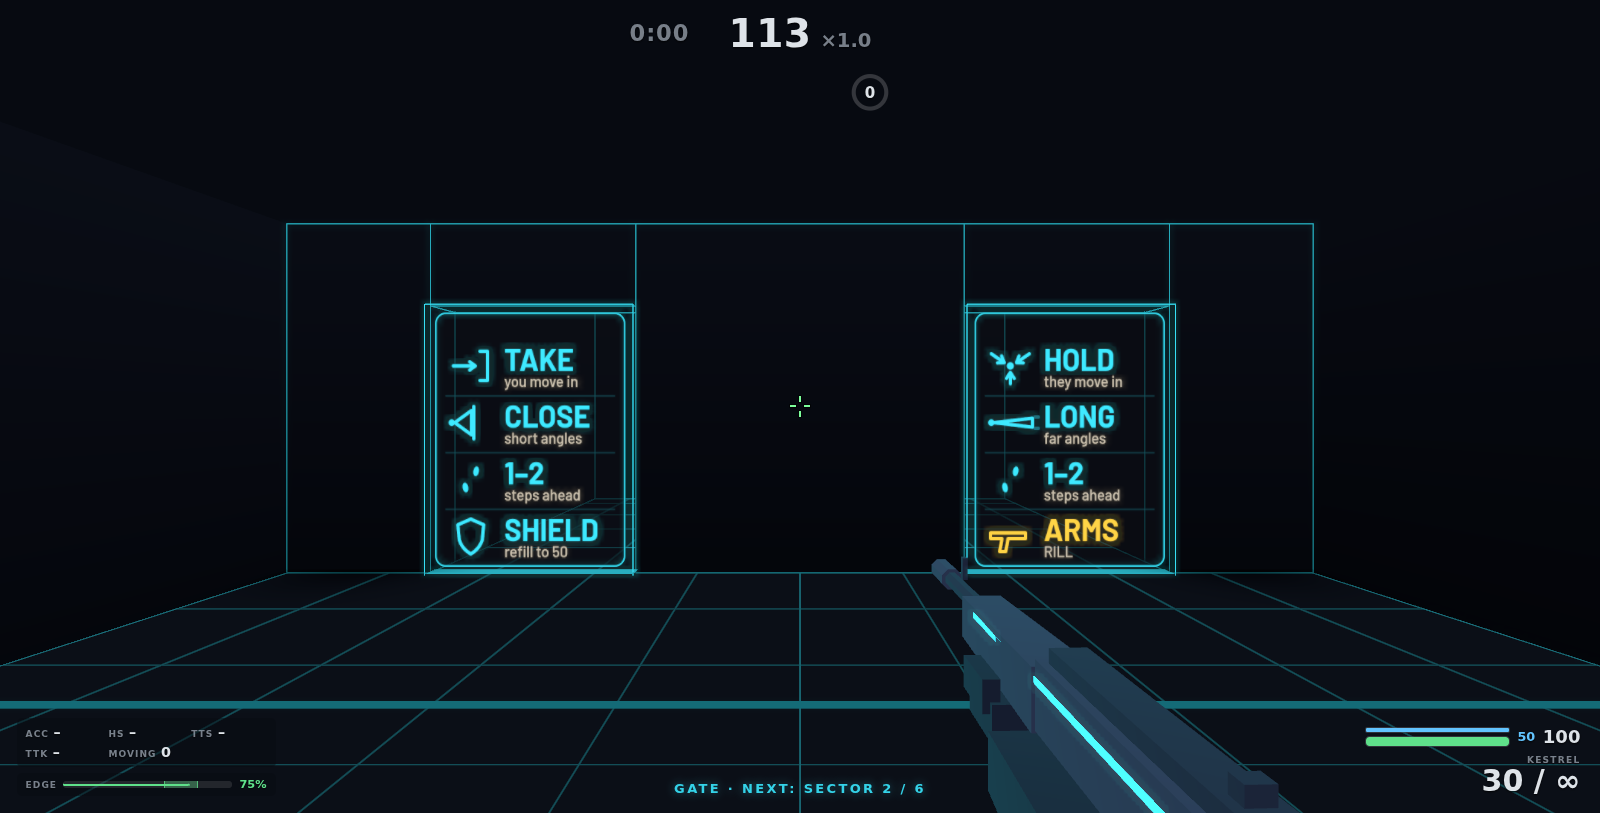 0:00 113 ×1.0
0
TAKE
you move in
CLOSE
short angles
1–2
steps ahead
SHIELD
refill to 50
HOLD
they move in
LONG
far angles
1–2
steps ahead
ARMS
RILL
ACC – HS – TTS –
TTK – MOVING 0
EDGE 75%
GATE · NEXT: SECTOR 2 / 6
50 100
KESTREL
30 / ∞